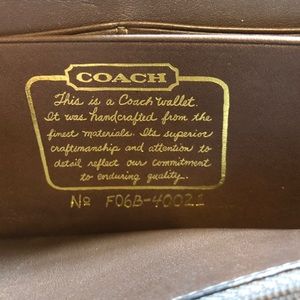 COACH
This is a Coach wallet.
It was handcrafted from the
finest materials. Its superior
craftsmanship and attention to
detail reflect our commitment
to enduring quality.
No F06B-40021